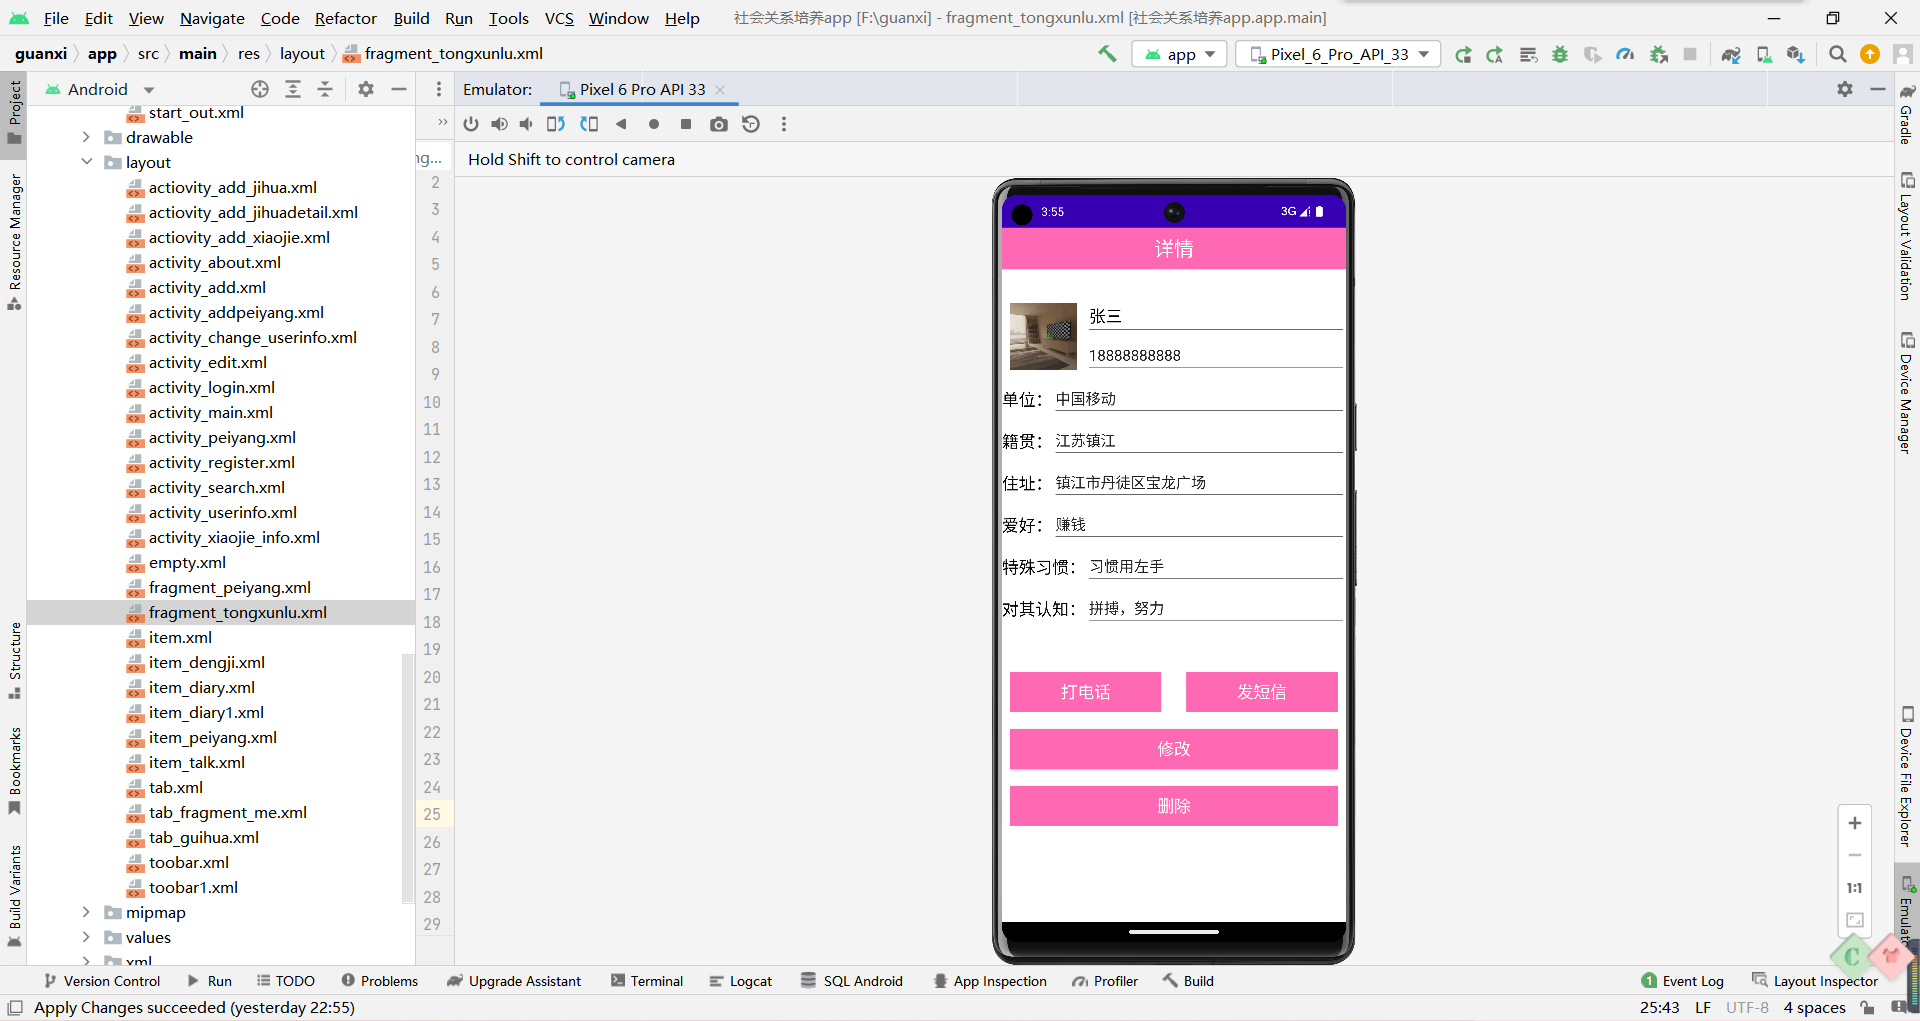 File Edit View Navigate Code Refactor Build Run Tools VCS Window Help 社会关系培养app [F:\guanxi] - fragment_tongxunlu.xml [社会关系培养app.app.main]
guanxi app src main res layout fragment_tongxunlu.xml app Pixel_6_Pro_API_33
Project
Resource Manager
Structure
Bookmarks
Build Variants
Android
start_out.xml
drawable
layout
actiovity_add_jihua.xml
actiovity_add_jihuadetail.xml
actiovity_add_xiaojie.xml
activity_about.xml
activity_add.xml
activity_addpeiyang.xml
activity_change_userinfo.xml
activity_edit.xml
activity_login.xml
activity_main.xml
activity_peiyang.xml
activity_register.xml
activity_search.xml
activity_userinfo.xml
activity_xiaojie_info.xml
empty.xml
fragment_peiyang.xml
fragment_tongxunlu.xml
item.xml
item_dengji.xml
item_diary.xml
item_diary1.xml
item_peiyang.xml
item_talk.xml
tab.xml
tab_fragment_me.xml
tab_guihua.xml
toobar.xml
toobar1.xml
mipmap
values
xml
ng...
2
3
4
5
6
7
8
9
10
11
12
13
14
15
16
17
18
19
20
21
22
23
24
25
26
27
28
29
Emulator: Pixel 6 Pro API 33
Hold Shift to control camera
3:55 3G
详情
张三
18888888888
单位： 中国移动
籍贯： 江苏镇江
住址： 镇江市丹徒区宝龙广场
爱好： 赚钱
特殊习惯： 习惯用左手
对其认知： 拼搏，努力
打电话 发短信
修改
删除
1:1
Gradle
Layout Validation
Device Manager
Device File Explorer
Emulator
C
Version Control Run TODO Problems Upgrade Assistant Terminal Logcat SQL Android App Inspection Profiler Build 1 Event Log Layout Inspector
Apply Changes succeeded (yesterday 22:55) 25:43 LF UTF-8 4 spaces